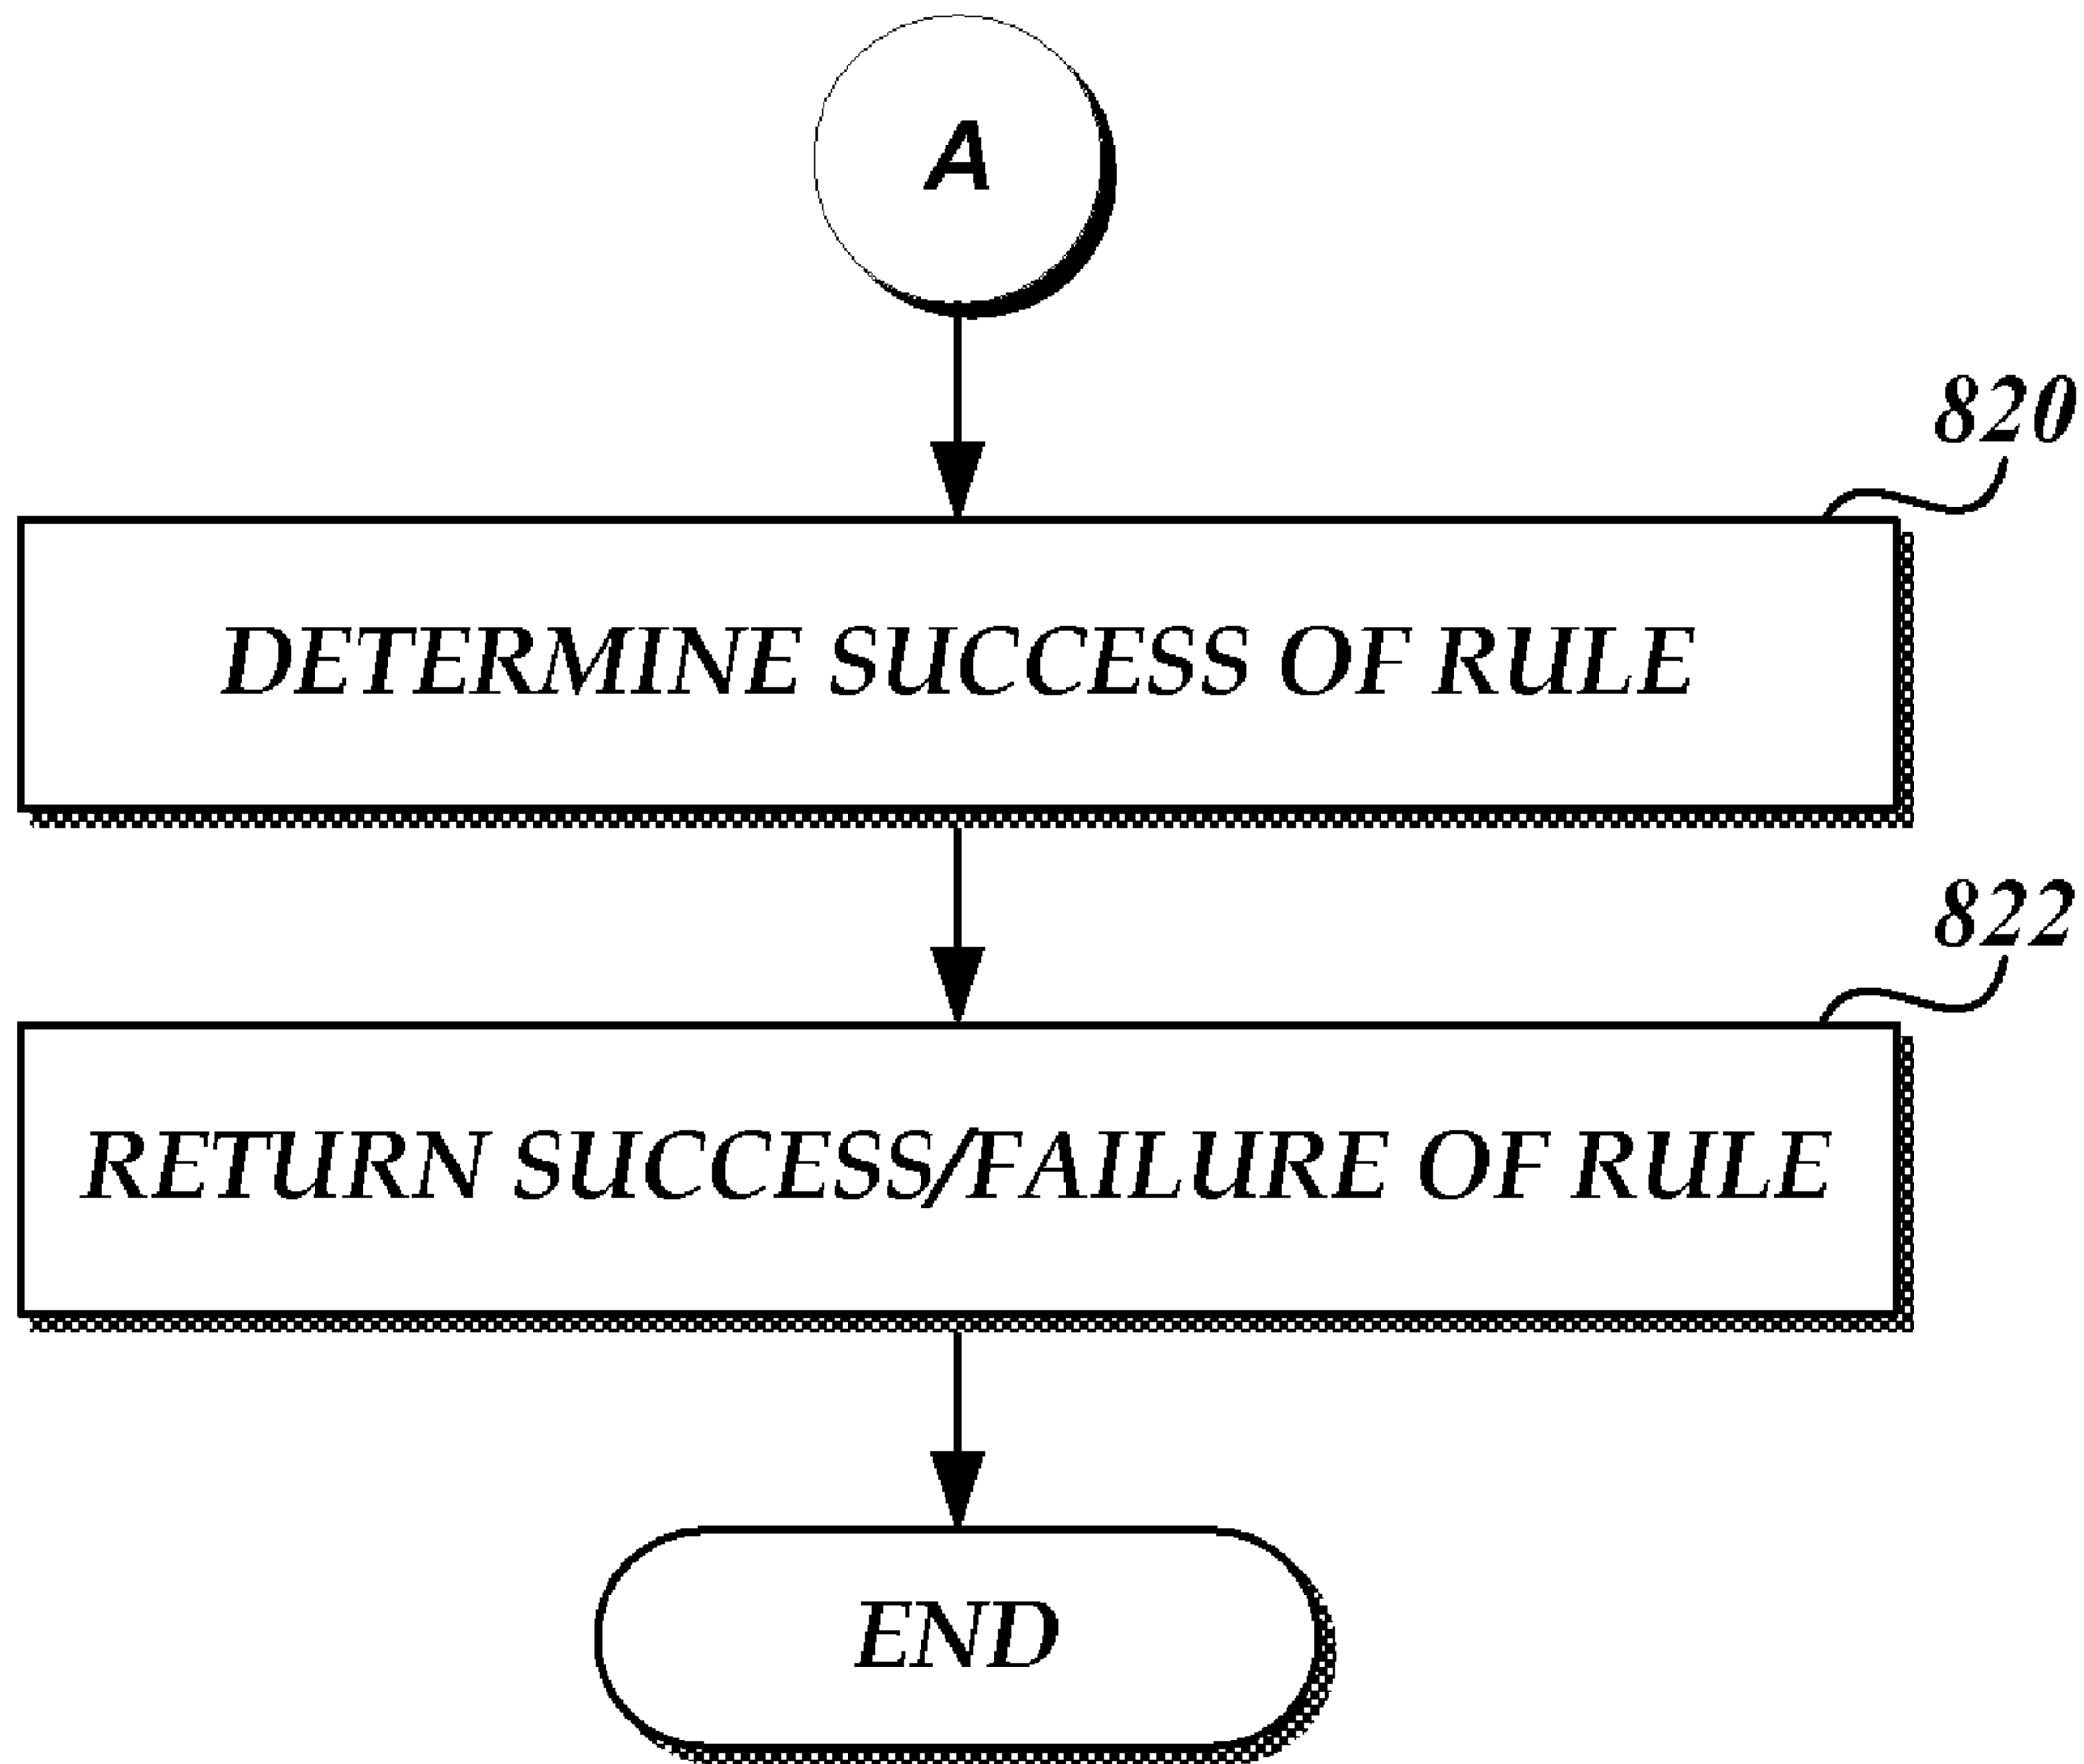 A
820
DETERMINE SUCCESS OF RULE
822
RETURN SUCCESS/FAILURE OF RULE
END